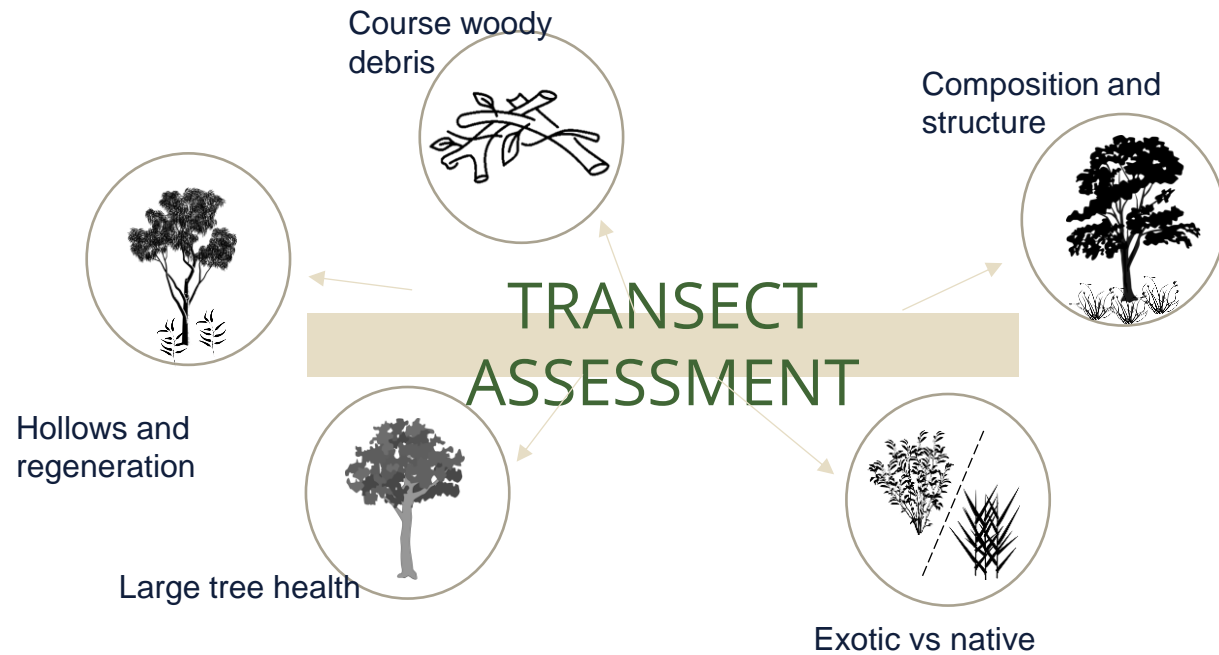 Course woody
debris
Composition and
structure
TRANSECT
ASSESSMENT
Hollows and
regeneration
Large tree health
Exotic vs native